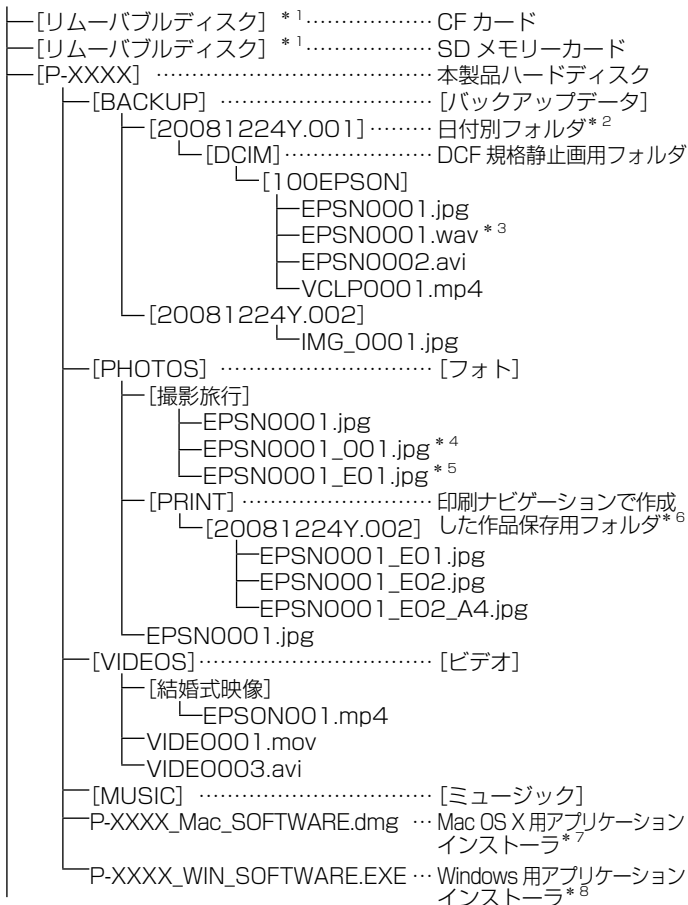 [リムーバブルディスク] *1……………… CF カード
[リムーバブルディスク] *1……………… SD メモリーカード
[P-XXXX] ……………………………… 本製品ハードディスク
[BACKUP] ………………………… [バックアップデータ]
[20081224Y.001]……… 日付別フォルダ*2
[DCIM]………………… DCF 規格静止画用フォルダ
[100EPSON]
EPSN0001.jpg
EPSN0001.wav*3
EPSN0002.avi
VCLP0001.mp4
[20081224Y.002]
IMG_0001.jpg
[PHOTOS] ………………………… [フォト]
[撮影旅行]
EPSN0001.jpg
EPSN0001_001.jpg*4
EPSN0001_E01.jpg*5
[PRINT]……………………… 印刷ナビゲーションで作成
[20081224Y.002] した作品保存用フォルダ*6
EPSN0001_E01.jpg
EPSN0001_E02.jpg
EPSN0001_E02_A4.jpg
EPSN0001.jpg
[VIDEOS]…………………………… [ビデオ]
[結婚式映像]
EPSON001.mp4
VIDEO0001.mov
VIDEO0003.avi
[MUSIC] …………………………… [ミュージック]
P-XXXX_Mac_SOFTWARE.dmg … Mac OS X 用アプリケーション
インストーラ*7
P-XXXX_WIN_SOFTWARE.EXE … Windows 用アプリケーション
インストーラ*8